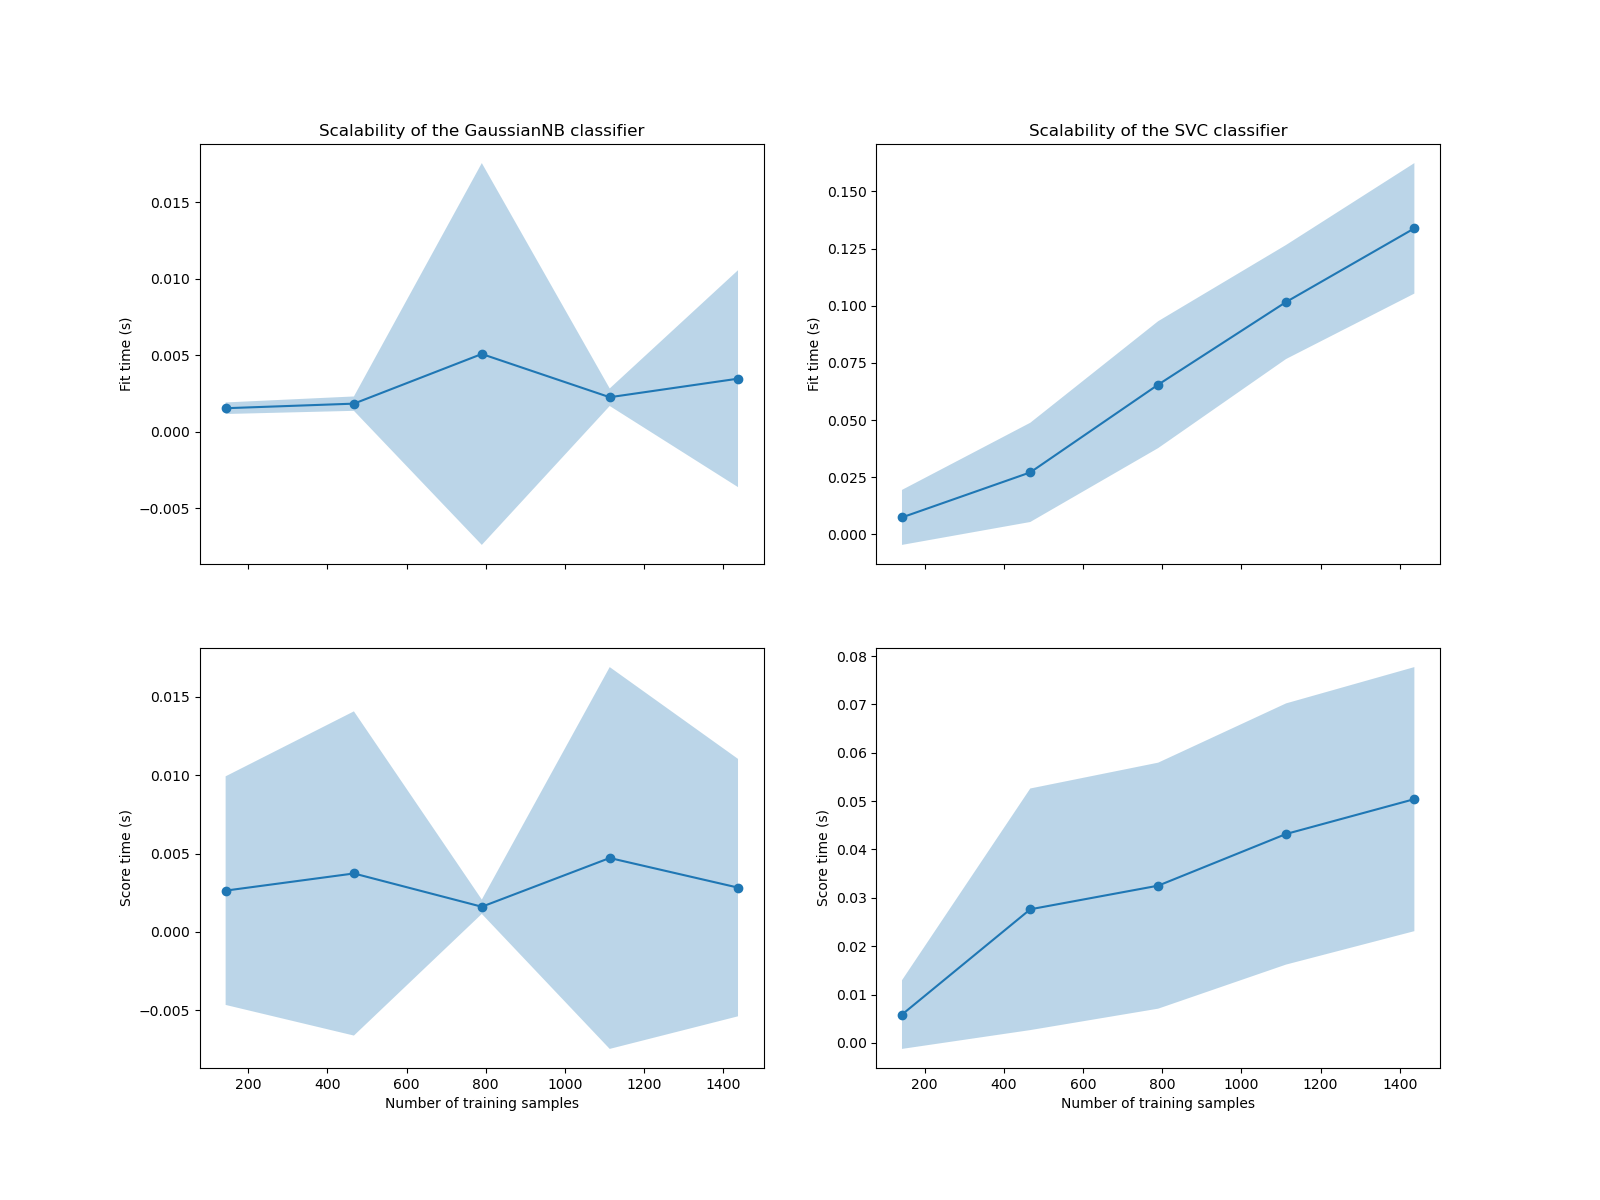 Scalability of the GaussianNB classifier
Fit time (s)
0.015
0.010
0.005
0.000
−0.005
Scalability of the SVC classifier
Fit time (s)
0.150
0.125
0.100
0.075
0.050
0.025
0.000
Score time (s)
0.015
0.010
0.005
0.000
−0.005
200 400 600 800 1000 1200 1400
Number of training samples
Score time (s)
0.08
0.07
0.06
0.05
0.04
0.03
0.02
0.01
0.00
200 400 600 800 1000 1200 1400
Number of training samples